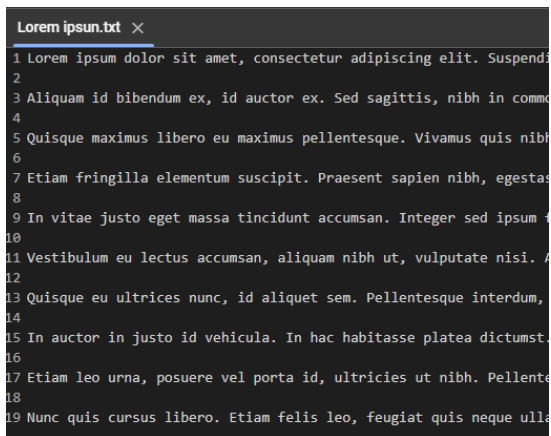 Lorem ipsun.txt ×
1 Lorem ipsum dolor sit amet, consectetur adipiscing elit. Suspendi
2
3 Aliquam id bibendum ex, id auctor ex. Sed sagittis, nibh in commo
4
5 Quisque maximus libero eu maximus pellentesque. Vivamus quis nibh
6
7 Etiam fringilla elementum suscipit. Praesent sapien nibh, egestas
8
9 In vitae justo eget massa tincidunt accumsan. Integer sed ipsum f
10
11 Vestibulum eu lectus accumsan, aliquam nibh ut, vulputate nisi. A
12
13 Quisque eu ultrices nunc, id aliquet sem. Pellentesque interdum,
14
15 In auctor in justo id vehicula. In hac habitasse platea dictumst.
16
17 Etiam leo urna, posuere vel porta id, ultricies ut nibh. Pellente
18
19 Nunc quis cursus libero. Etiam felis leo, feugiat quis neque ulla